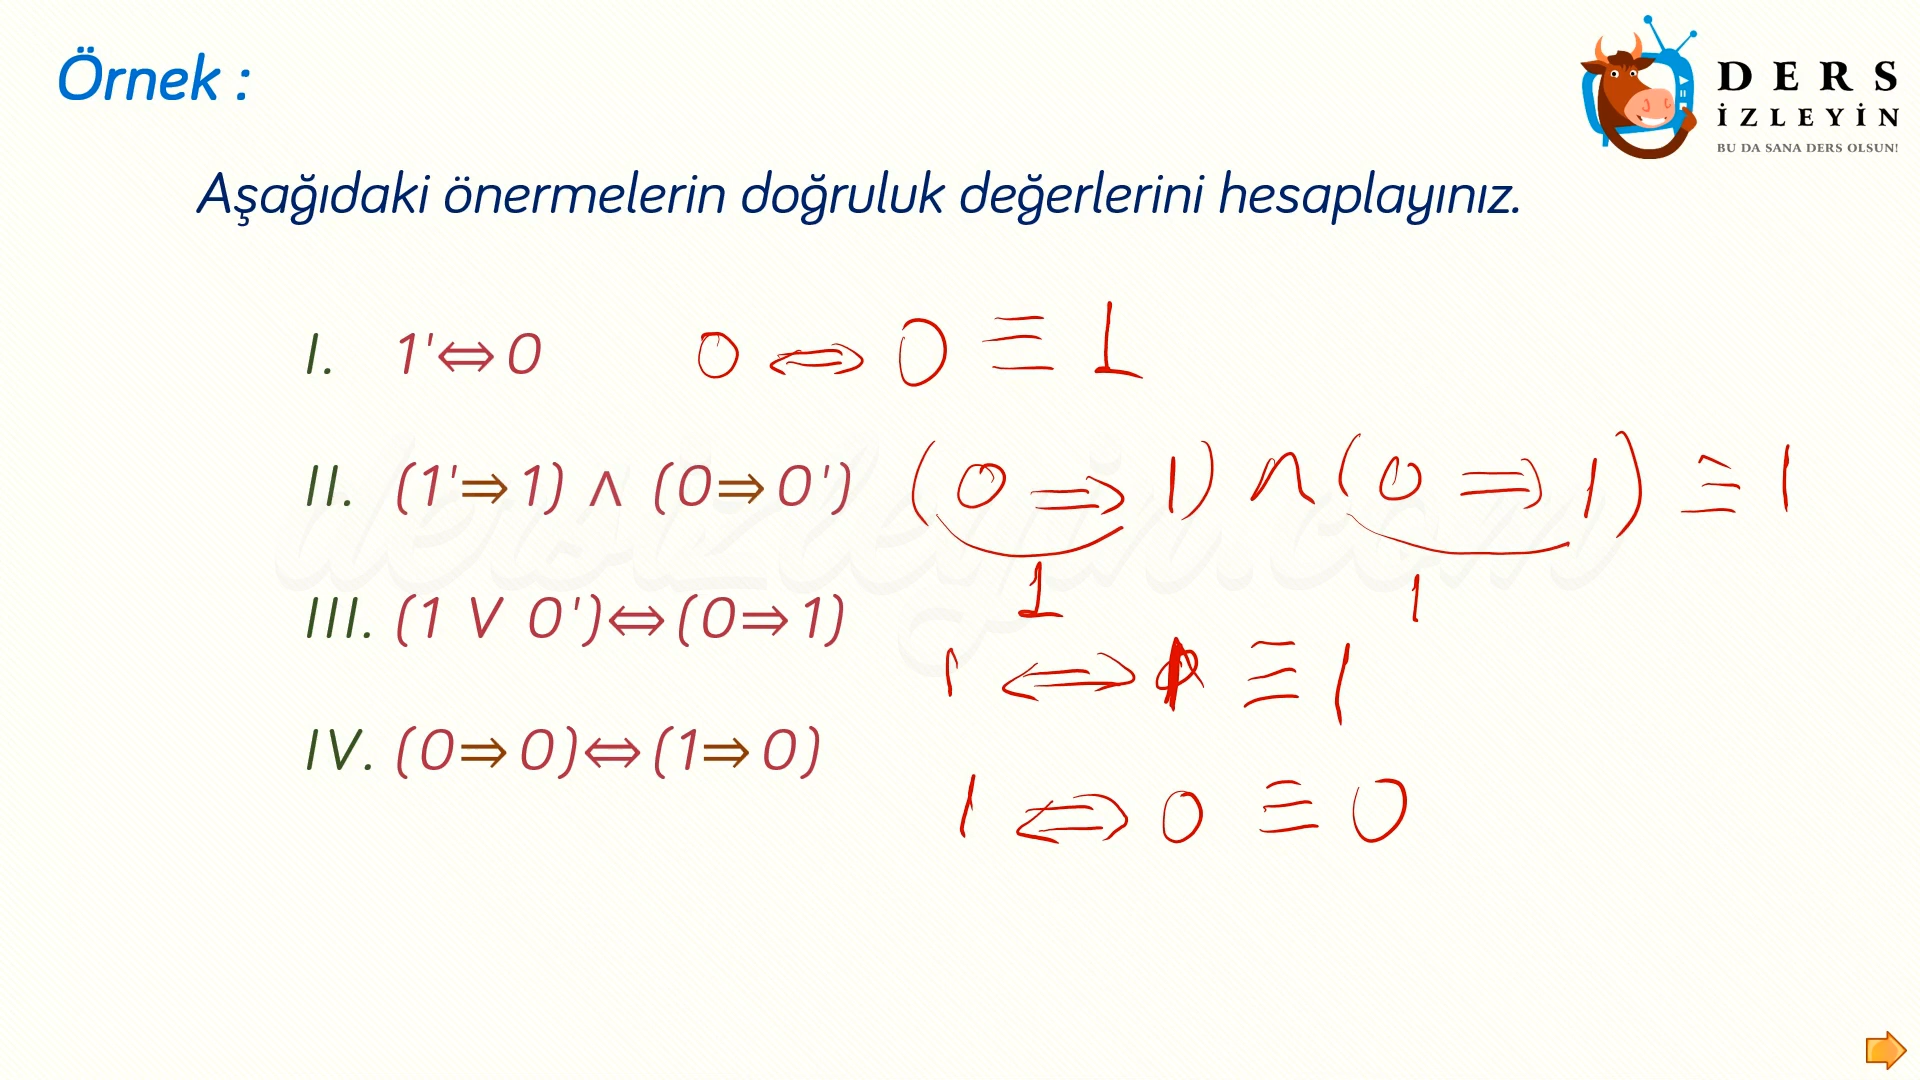 Örnek :
DERS
İZLEYİN
BU DA SANA DERS OLSUN!
Aşağıdaki önermelerin doğruluk değerlerini hesaplayınız.
I. 1'⇔0 0 ⇔ 0 ≡ 1
II. (1'⇒1) ∧ (0⇒0') (0 ⇒ 1) ∧ (0 ⇒ 1) ≡ 1
1 1
III. (1 V 0')⇔(0⇒1)
1 ⇔ 1 ≡ 1
IV. (0⇒0)⇔(1⇒0)
1 ⇔ 0 ≡ 0
dersizleyin.com